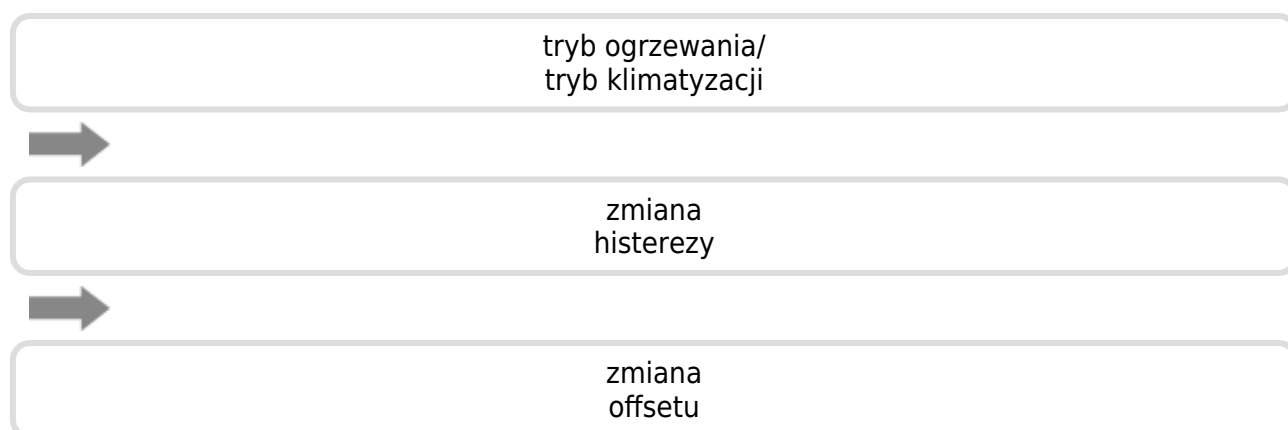 tryb ogrzewania/
tryb klimatyzacji
zmiana
histerezy
zmiana
offsetu